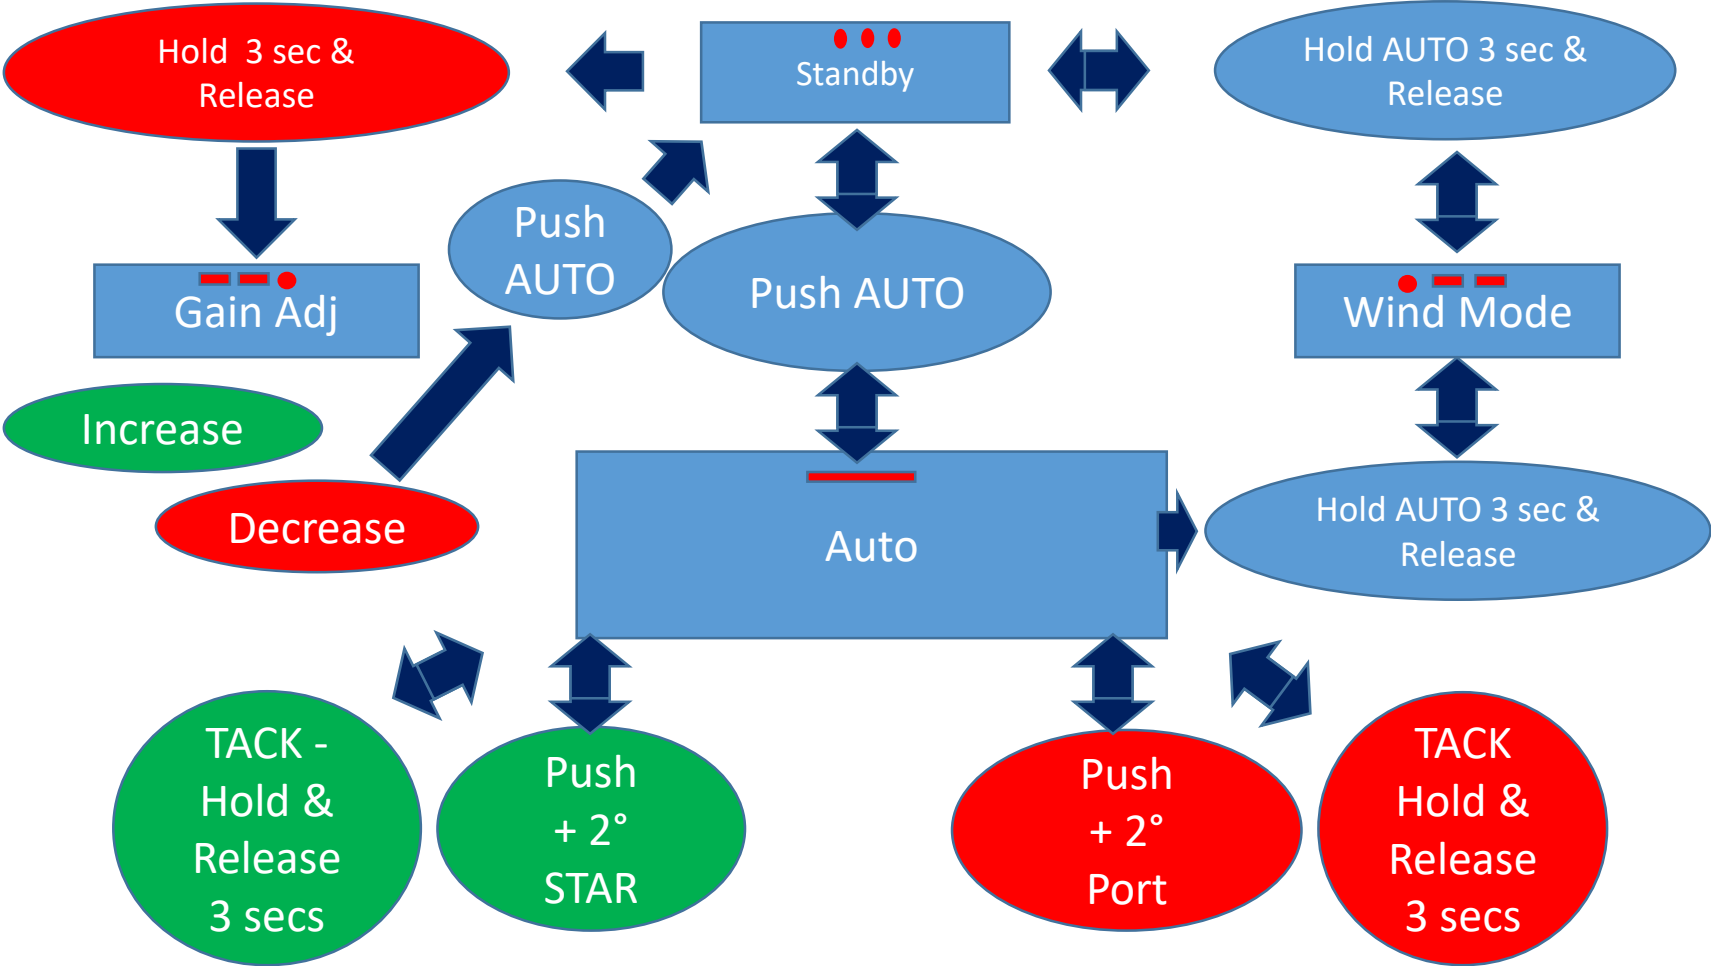 Hold 3 sec &
Release
Standby
Hold AUTO 3 sec &
Release
Push
AUTO
Push AUTO
Gain Adj
Wind Mode
Increase
Decrease
Auto
Hold AUTO 3 sec &
Release
TACK -
Hold &
Release
3 secs
Push
+ 2°
STAR
Push
+ 2°
Port
TACK
Hold &
Release
3 secs